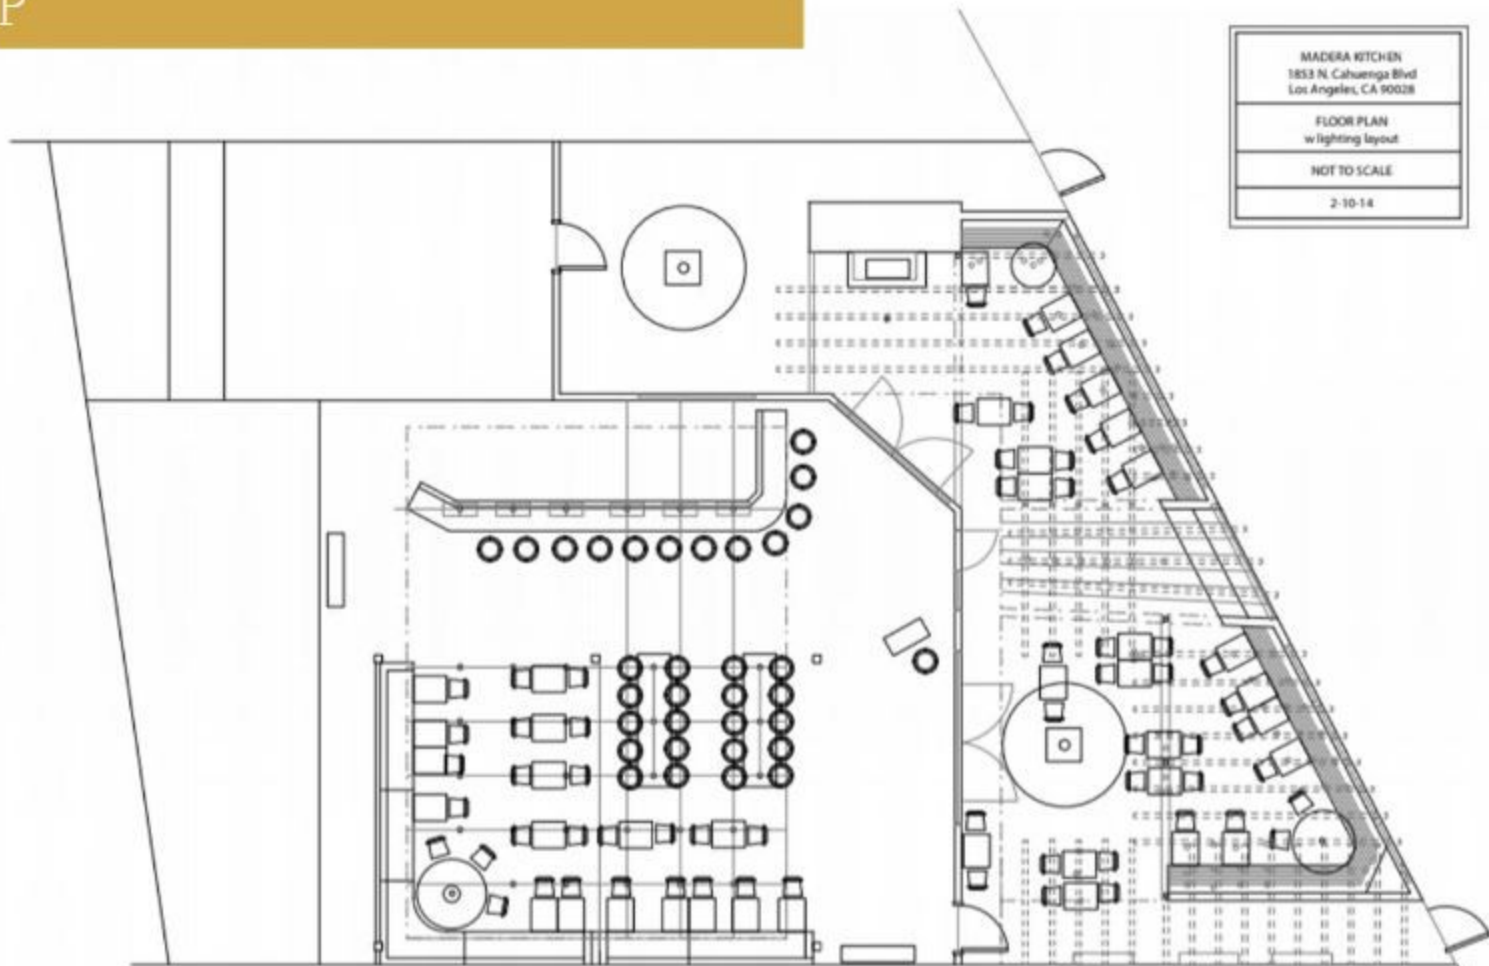 P
MADERA KITCHEN
1853 N. Cahuenga Blvd
Los Angeles, CA 90028
FLOOR PLAN
w lighting layout
NOT TO SCALE
2-10-14